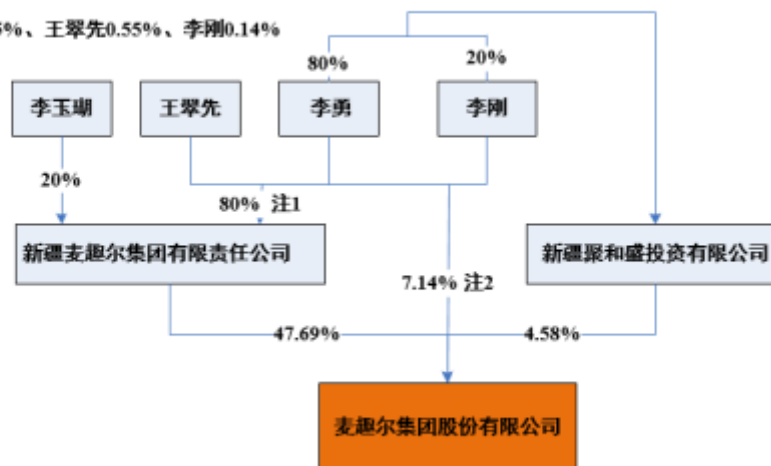 5%、王翠先0.55%、李刚0.14%
80%
20%
李玉瑚
王翠先
李勇
李刚
20%
80% 注1
新疆麦趣尔集团有限责任公司
新疆聚和盛投资有限公司
7.14% 注2
47.69%
4.58%
麦趣尔集团股份有限公司